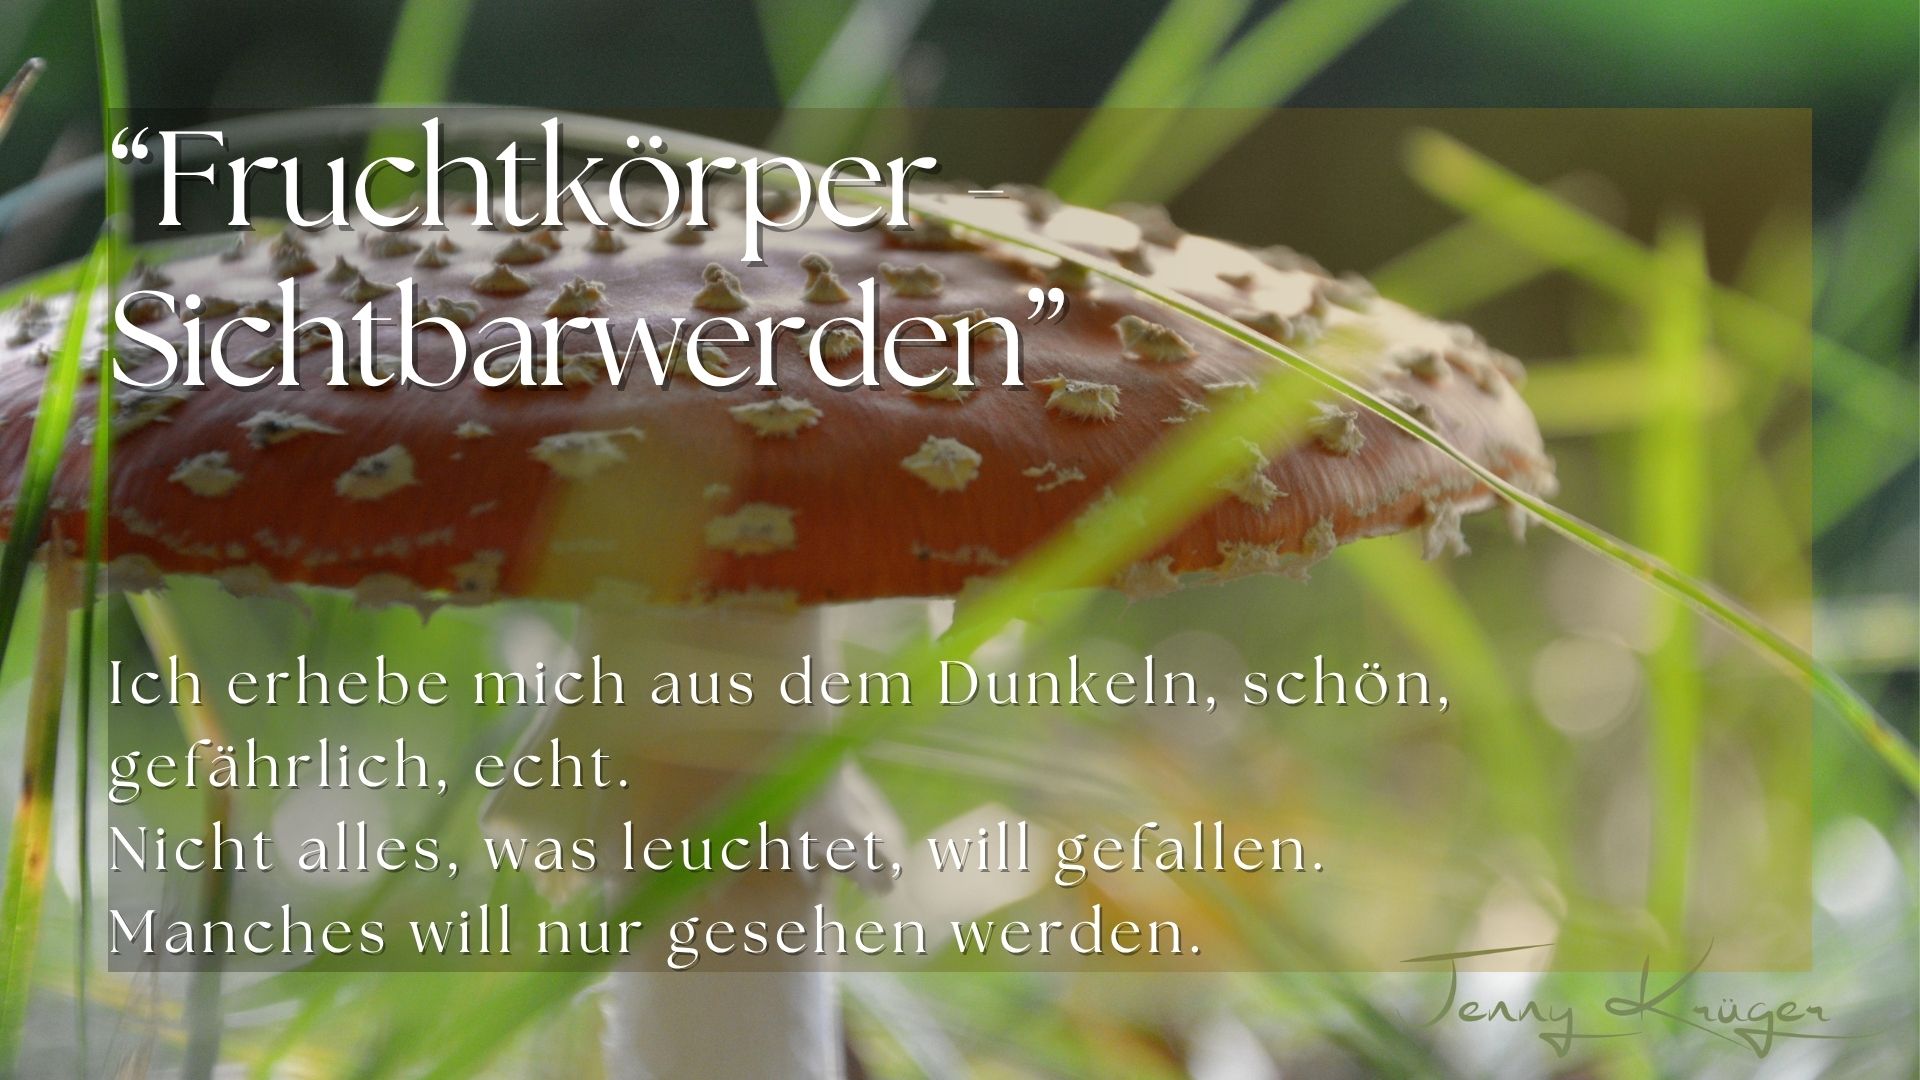 “Fruchtkörper –
Sichtbarwerden”
Ich erhebe mich aus dem Dunkeln, schön,
gefährlich, echt.
Nicht alles, was leuchtet, will gefallen.
Manches will nur gesehen werden.
Jenny Krüger